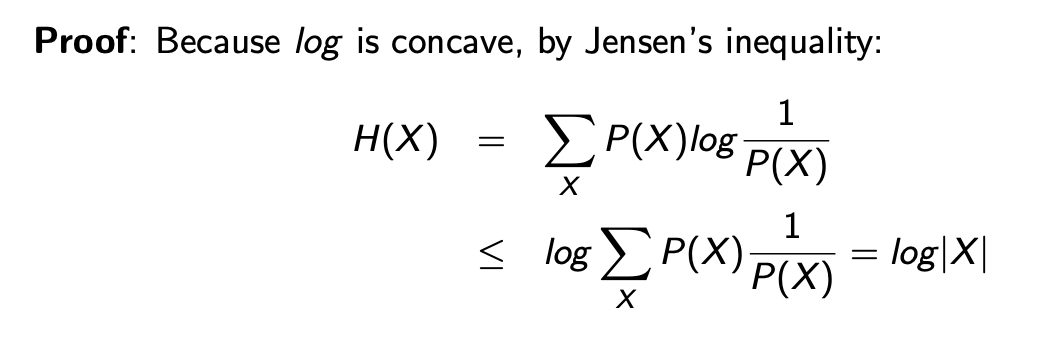 Proof: Because log is concave, by Jensen's inequality:
H(X) = ∑_X P(X)log 1/P(X)
≤ log ∑_X P(X) 1/P(X) = log|X|